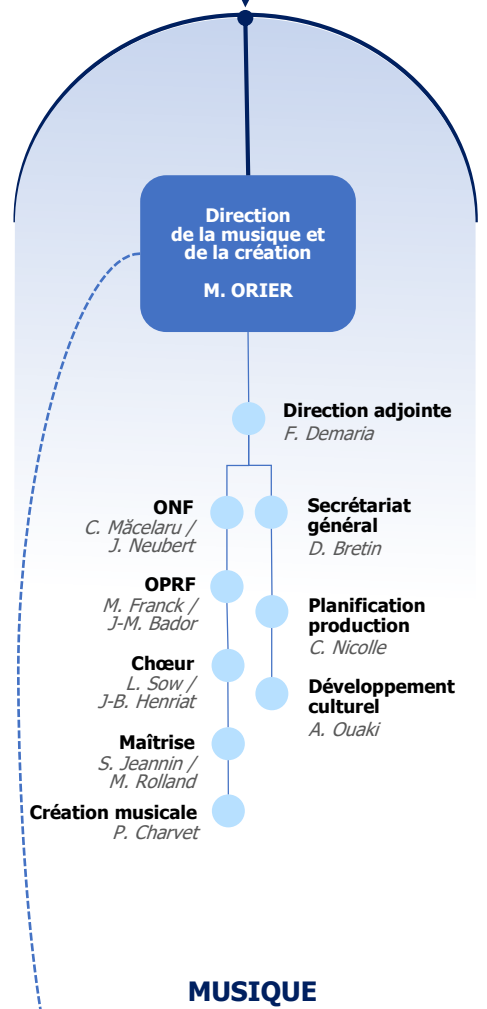 Direction
de la musique et
de la création
M. ORIER
Direction adjointe
F. Demaria
ONF
C. Măcelaru /
J. Neubert
OPRF
M. Franck /
J-M. Bador
Chœur
L. Sow /
J-B. Henriat
Maîtrise
S. Jeannin /
M. Rolland
Création musicale
P. Charvet
Secrétariat
général
D. Bretin
Planification
production
C. Nicolle
Développement
culturel
A. Ouaki
MUSIQUE